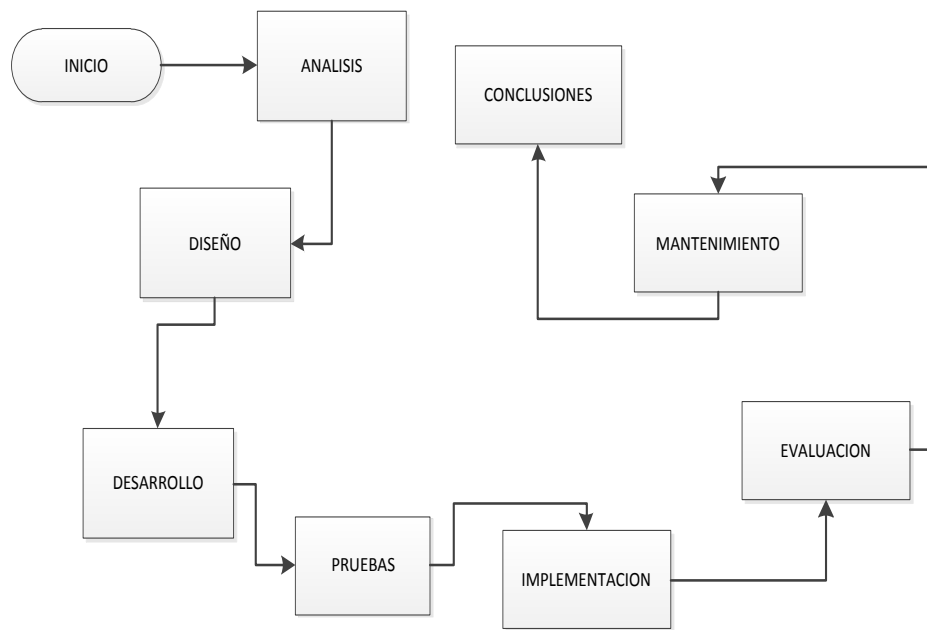 INICIO
ANALISIS
DISEÑO
DESARROLLO
PRUEBAS
IMPLEMENTACION
EVALUACION
MANTENIMIENTO
CONCLUSIONES